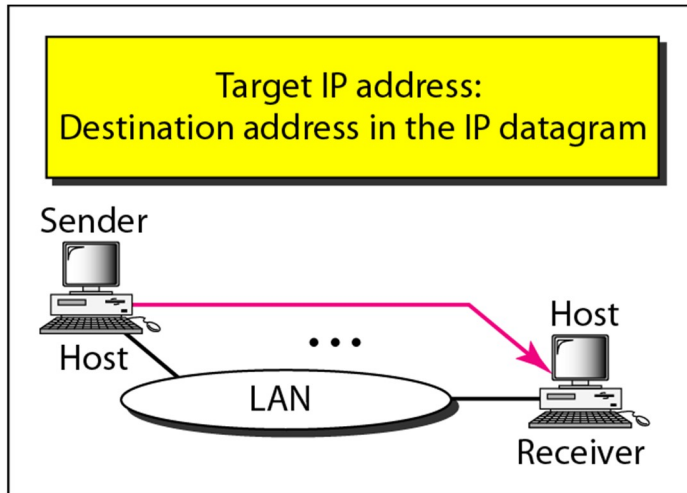 Target IP address:
Destination address in the IP datagram
Sender
Host
Host
LAN
Receiver